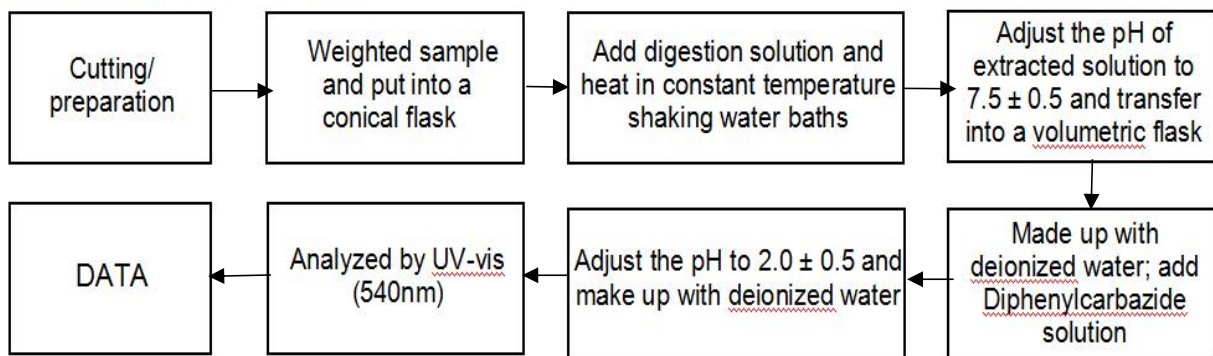 Cutting/
preparation
Weighted sample
and put into a
conical flask
Add digestion solution and
heat in constant temperature
shaking water baths
Adjust the pH of
extracted solution to
7.5 ± 0.5 and transfer
into a volumetric flask
Made up with
deionized water; add
Diphenylcarbazide
solution
Adjust the pH to 2.0 ± 0.5 and
make up with deionized water
Analyzed by UV-vis
(540nm)
DATA